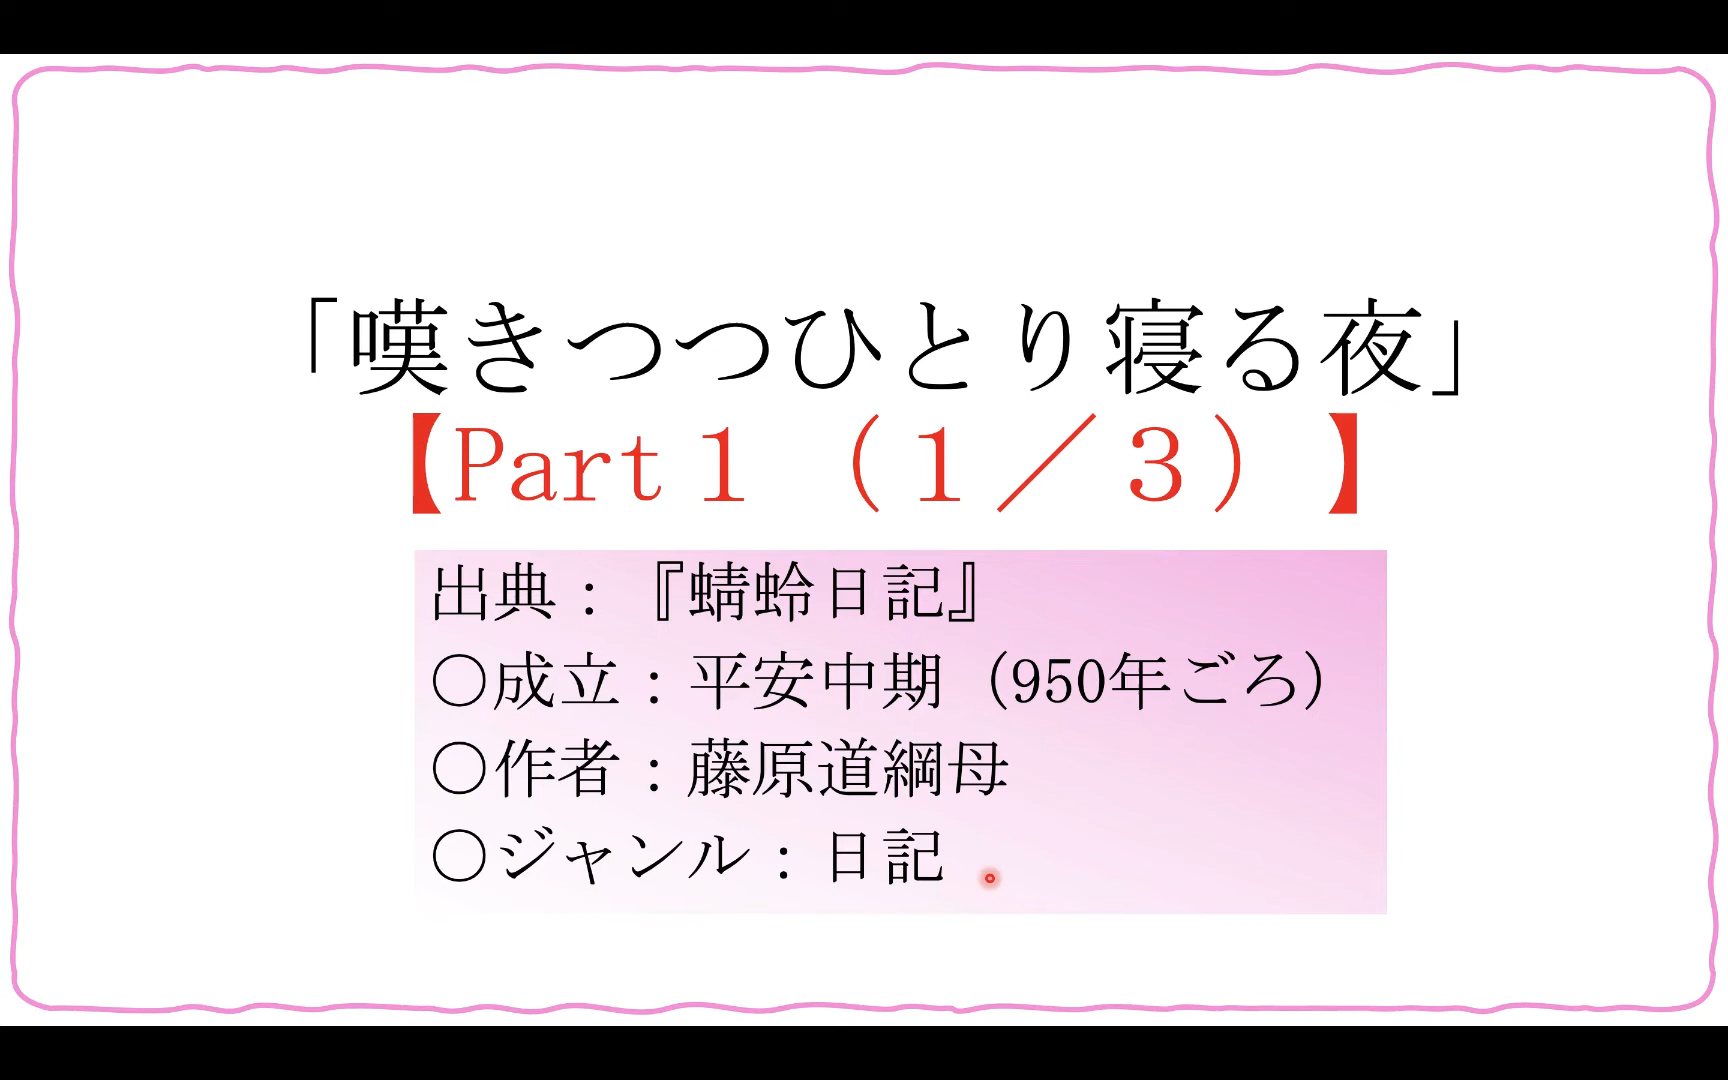 「嘆きつつひとり寝る夜」
【Part１（１／３）】
出典：『蜻蛉日記』
○成立：平安中期（950年ごろ）
○作者：藤原道綱母
○ジャンル：日記